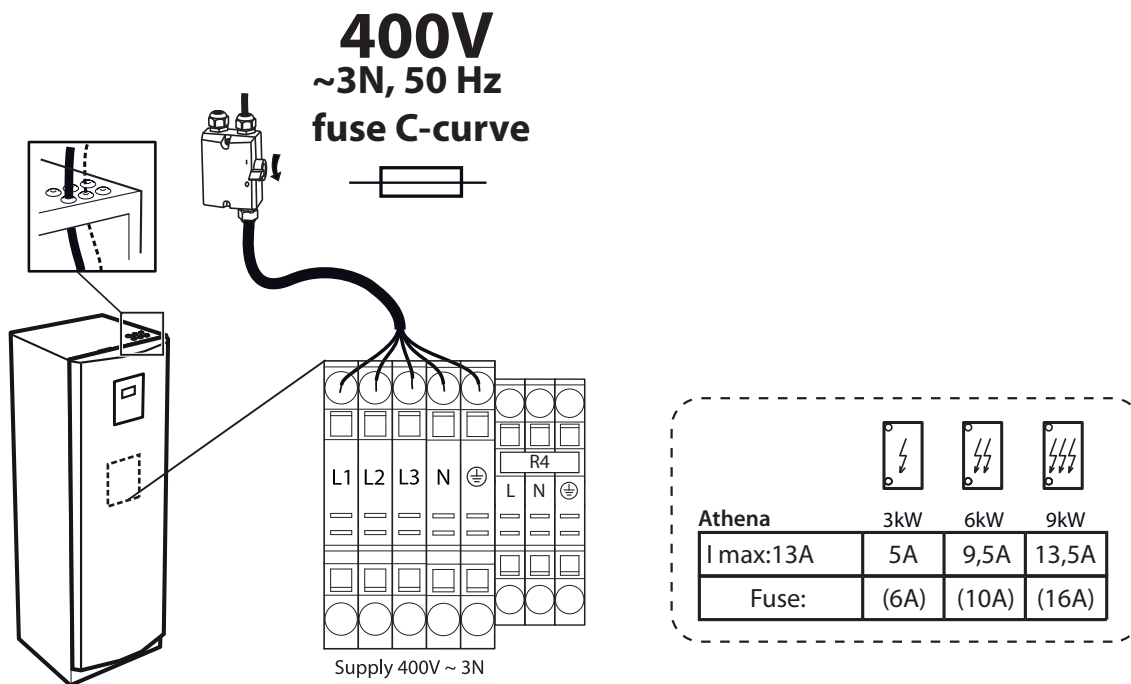 400V
~3N, 50 Hz
fuse C-curve
I
0
R4
L1 L2 L3 N
L N
Supply 400V ~ 3N
Athena 3kW 6kW 9kW
I max:13A 5A 9,5A 13,5A
Fuse: (6A) (10A) (16A)